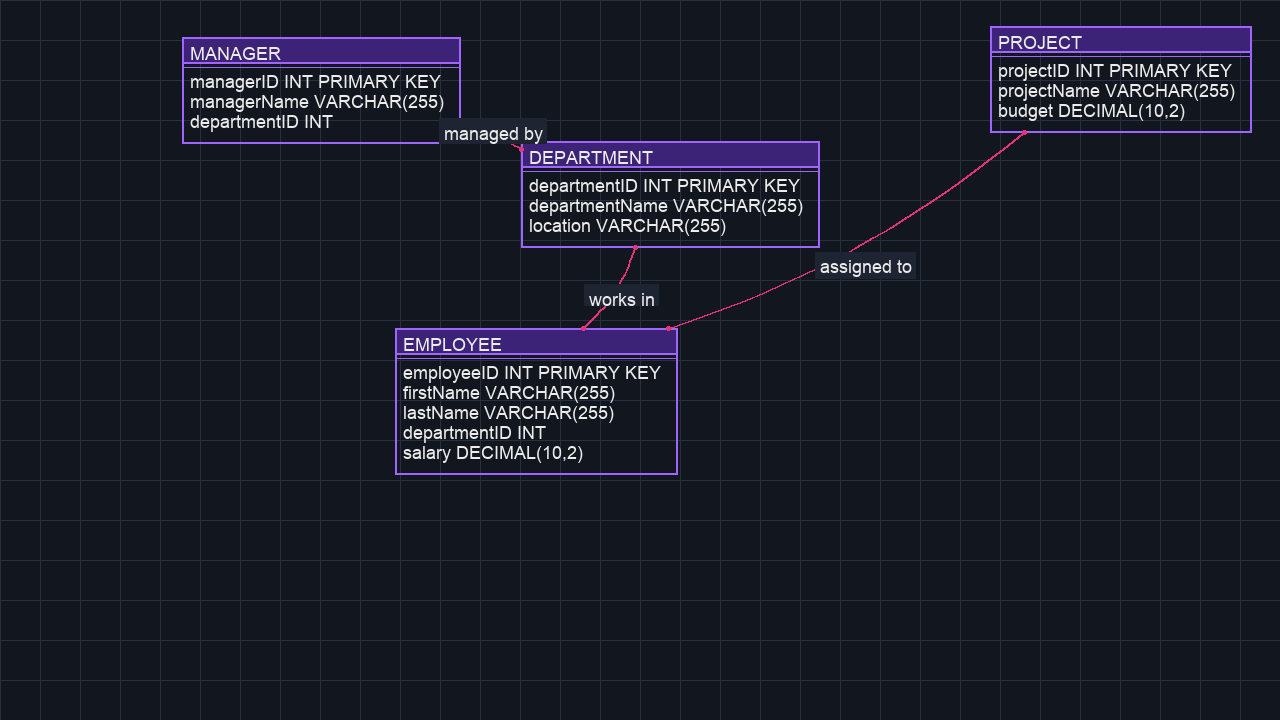 MANAGER
managerID INT PRIMARY KEY
managerName VARCHAR(255)
departmentID INT
PROJECT
projectID INT PRIMARY KEY
projectName VARCHAR(255)
budget DECIMAL(10,2)
managed by
DEPARTMENT
departmentID INT PRIMARY KEY
departmentName VARCHAR(255)
location VARCHAR(255)
assigned to
works in
EMPLOYEE
employeeID INT PRIMARY KEY
firstName VARCHAR(255)
lastName VARCHAR(255)
departmentID INT
salary DECIMAL(10,2)